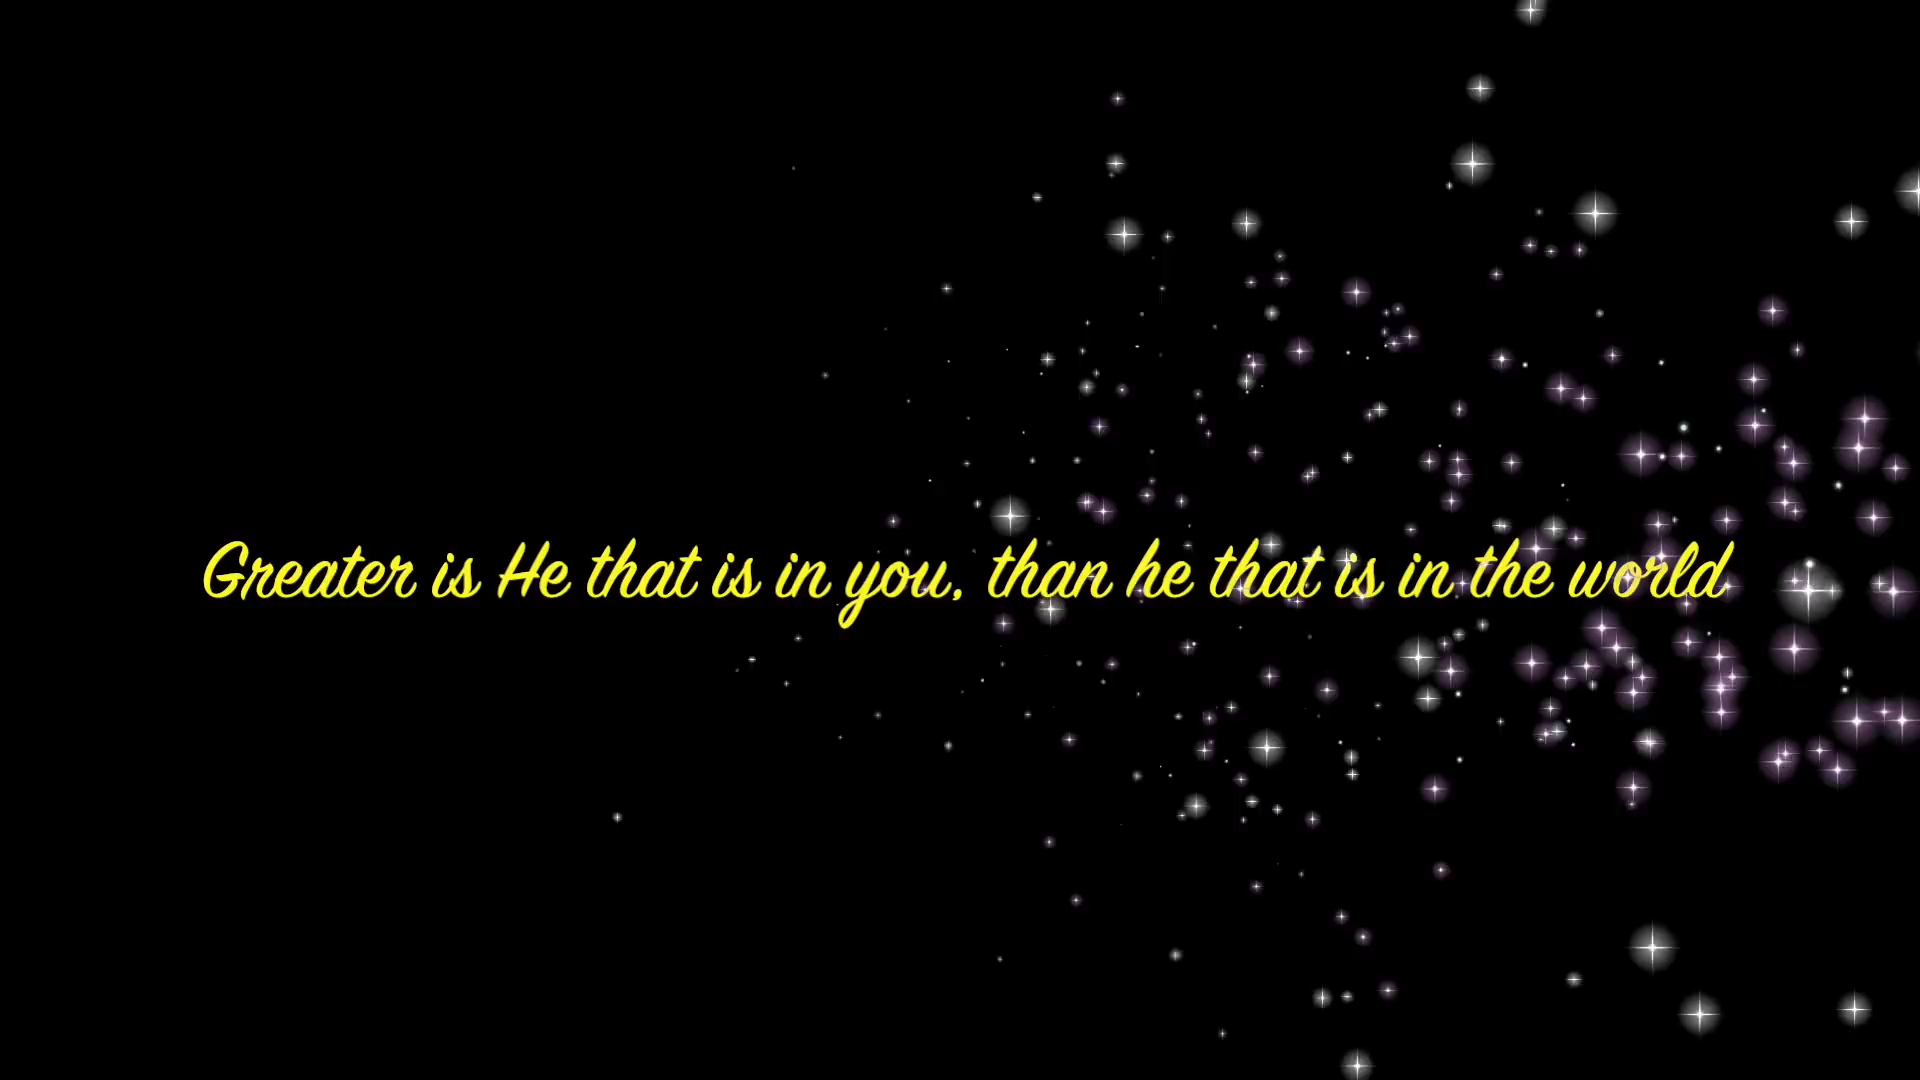 Greater is He that is in you, than he that is in the world